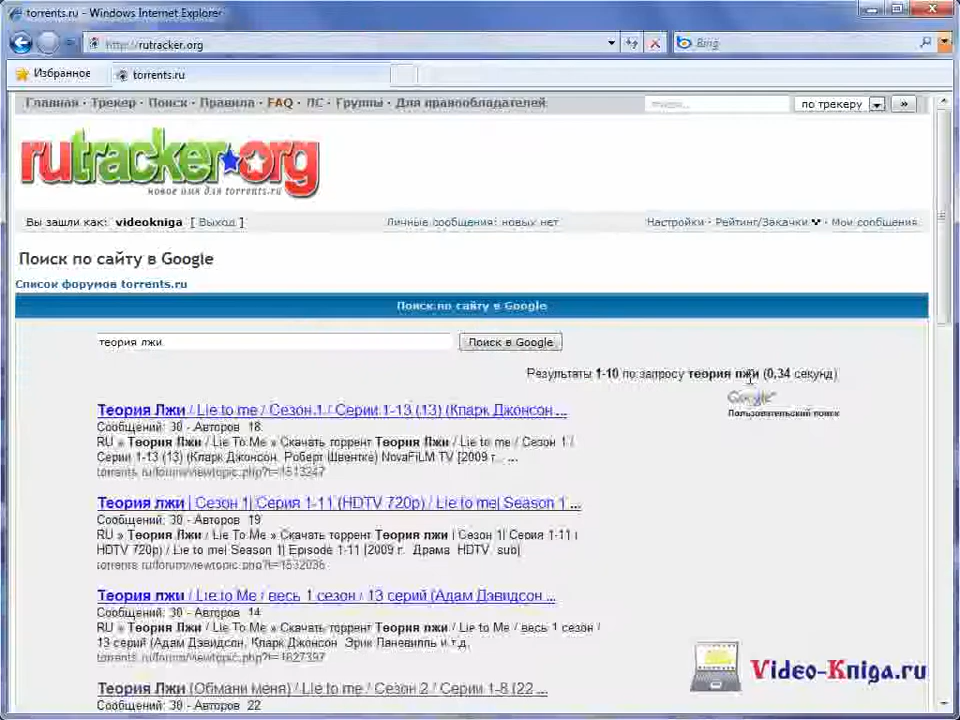 torrents.ru - Windows Internet Explorer
http://rutracker.org
Bing
Избранное
torrents.ru
Главная · Трекер · Поиск · Правила · FAQ · ЛС · Группы · Для правообладателей
поиск...
по трекеру
»
rutracker.org
новое имя для torrents.ru
Вы зашли как: videokniga [ Выход ]
Личные сообщения: новых нет
Настройки · Рейтинг/Закачки · Мои сообщения
Поиск по сайту в Google
Список форумов torrents.ru
Поиск по сайту в Google
теория лжи
Поиск в Google
Результаты 1-10 по запросу теория лжи (0,34 секунд)
Google™
Пользовательский поиск
Теория Лжи / Lie to me / Сезон 1 / Серии 1-13 (13) (Кларк Джонсон ...
Сообщений: 30 - Авторов 18
RU » Теория Лжи / Lie To Me » Скачать торрент Теория Лжи / Lie to me / Сезон 1 /
Серии 1-13 (13) (Кларк Джонсон, Роберт Швентке) NovaFiLM TV [2009 г. ...
torrents.ru/forum/viewtopic.php?t=1513247
Теория лжи | Сезон 1| Серия 1-11 (HDTV 720p) / Lie to me| Season 1 ...
Сообщений: 30 - Авторов 19
RU » Теория Лжи / Lie To Me » Скачать торрент Теория лжи | Сезон 1| Серия 1-11 (
HDTV 720p) / Lie to me| Season 1| Episode 1-11 [2009 г. Драма HDTV, sub]
torrents.ru/forum/viewtopic.php?t=1532036
Теория лжи / Lie to Me / весь 1 сезон / 13 серий (Адам Дэвидсон ...
Сообщений: 30 - Авторов 14
RU » Теория Лжи / Lie To Me » Скачать торрент Теория лжи / Lie to Me / весь 1 сезон /
13 серий (Адам Дэвидсон, Кларк Джонсон, Эрик Ланевилль и.т.д.
torrents.ru/forum/viewtopic.php?t=1627397
Теория Лжи (Обмани меня) / Lie to me / Сезон 2 / Серии 1-8 (22 ...
Сообщений: 30 - Авторов 22
Video-Kniga.ru